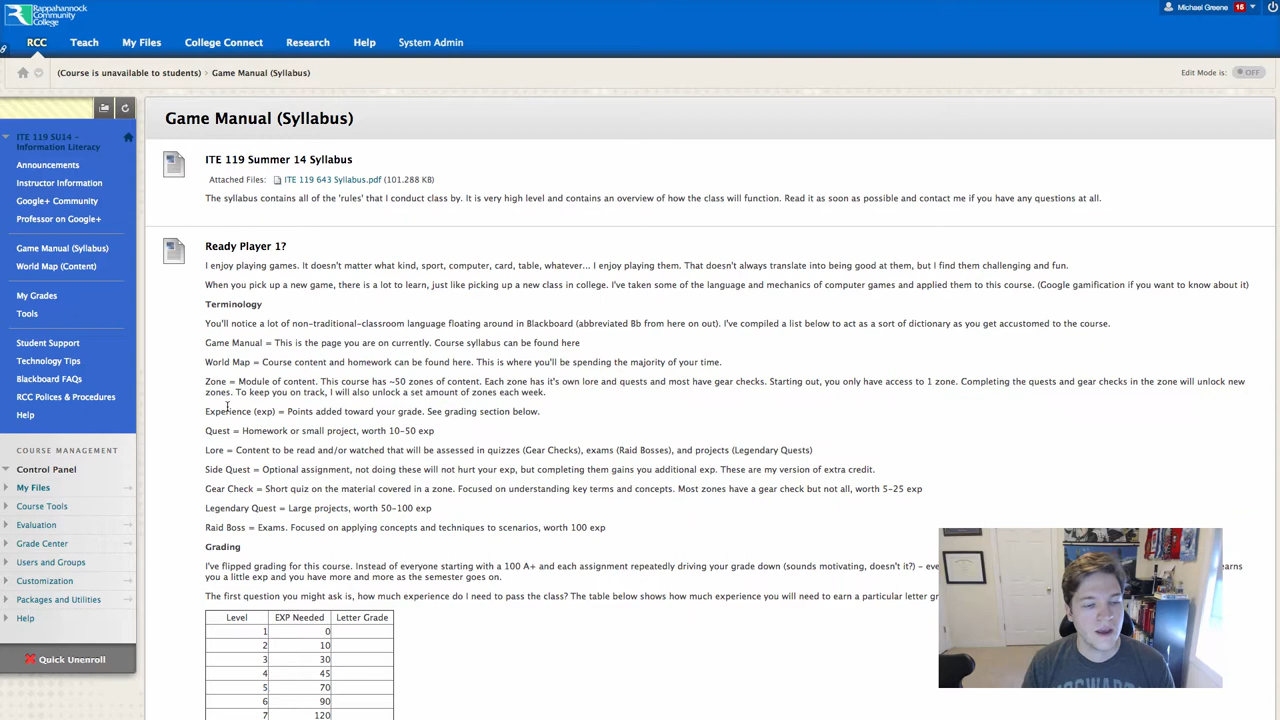 Rappahannock
Community
College
Michael Greene 15
RCC Teach My Files College Connect Research Help System Admin
(Course is unavailable to students) > Game Manual (Syllabus)
Edit Mode is: OFF
ITE 119 SU14 –
Information Literacy
Announcements
Instructor Information
Google+ Community
Professor on Google+
Game Manual (Syllabus)
World Map (Content)
My Grades
Tools
Student Support
Technology Tips
Blackboard FAQs
RCC Polices & Procedures
Help
COURSE MANAGEMENT
Control Panel
My Files
Course Tools
Evaluation
Grade Center
Users and Groups
Customization
Packages and Utilities
Help
Quick Unenroll
Game Manual (Syllabus)
ITE 119 Summer 14 Syllabus
Attached Files: ITE 119 643 Syllabus.pdf (101.288 KB)
The syllabus contains all of the 'rules' that I conduct class by. It is very high level and contains an overview of how the class will function. Read it as soon as possible and contact me if you have any questions at all.
Ready Player 1?
I enjoy playing games. It doesn't matter what kind, sport, computer, card, table, whatever... I enjoy playing them. That doesn't always translate into being good at them, but I find them challenging and fun.
When you pick up a new game, there is a lot to learn, just like picking up a new class in college. I've taken some of the language and mechanics of computer games and applied them to this course. (Google gamification if you want to know about it)
Terminology
You'll notice a lot of non-traditional-classroom language floating around in Blackboard (abbreviated Bb from here on out). I've compiled a list below to act as a sort of dictionary as you get accustomed to the course.
Game Manual = This is the page you are on currently. Course syllabus can be found here
World Map = Course content and homework can be found here. This is where you'll be spending the majority of your time.
Zone = Module of content. This course has ~50 zones of content. Each zone has it's own lore and quests and most have gear checks. Starting out, you only have access to 1 zone. Completing the quests and gear checks in the zone will unlock new
zones. To keep you on track, I will also unlock a set amount of zones each week.
Experience (exp) = Points added toward your grade. See grading section below.
Quest = Homework or small project, worth 10-50 exp
Lore = Content to be read and/or watched that will be assessed in quizzes (Gear Checks), exams (Raid Bosses), and projects (Legendary Quests)
Side Quest = Optional assignment, not doing these will not hurt your exp, but completing them gains you additional exp. These are my version of extra credit.
Gear Check = Short quiz on the material covered in a zone. Focused on understanding key terms and concepts. Most zones have a gear check but not all, worth 5-25 exp
Legendary Quest = Large projects, worth 50-100 exp
Raid Boss = Exams. Focused on applying concepts and techniques to scenarios, worth 100 exp
Grading
I've flipped grading for this course. Instead of everyone starting with a 100 A+ and each assignment repeatedly driving your grade down (sounds motivating, doesn't it?) – eve earns
you a little exp and you have more and more as the semester goes on.
The first question you might ask is, how much experience do I need to pass the class? The table below shows how much experience you will need to earn a particular letter gr
Level EXP Needed Letter Grade
1 0
2 10
3 30
4 45
5 70
6 90
7 120